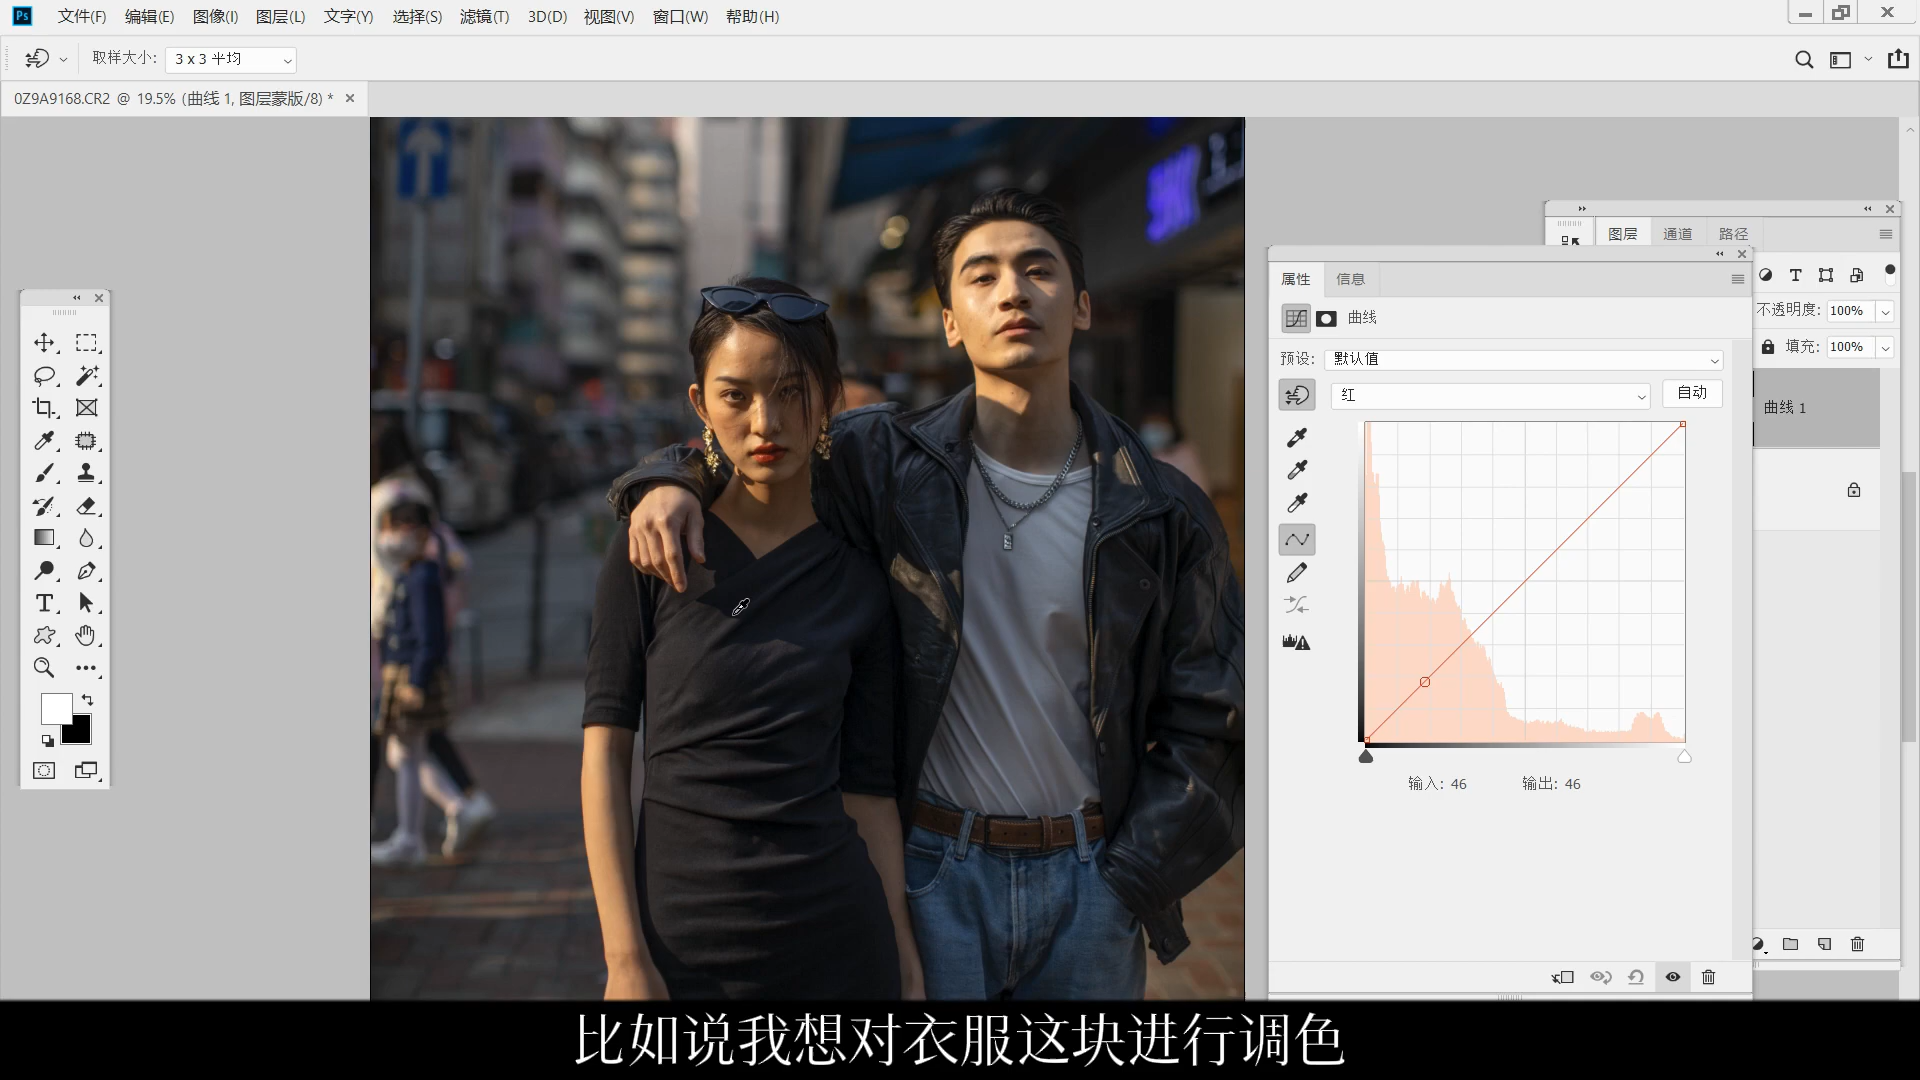 Ps 文件(F) 编辑(E) 图像(I) 图层(L) 文字(Y) 选择(S) 滤镜(T) 3D(D) 视图(V) 窗口(W) 帮助(H)
取样大小: 3 x 3 平均
0Z9A9168.CR2 @ 19.5% (曲线 1, 图层蒙版/8) *
图层 通道 路径
属性 信息
不透明度: 100%
曲线
填充: 100%
预设: 默认值
红 自动
曲线 1
输入: 46 输出: 46
比如说我想对衣服这块进行调色